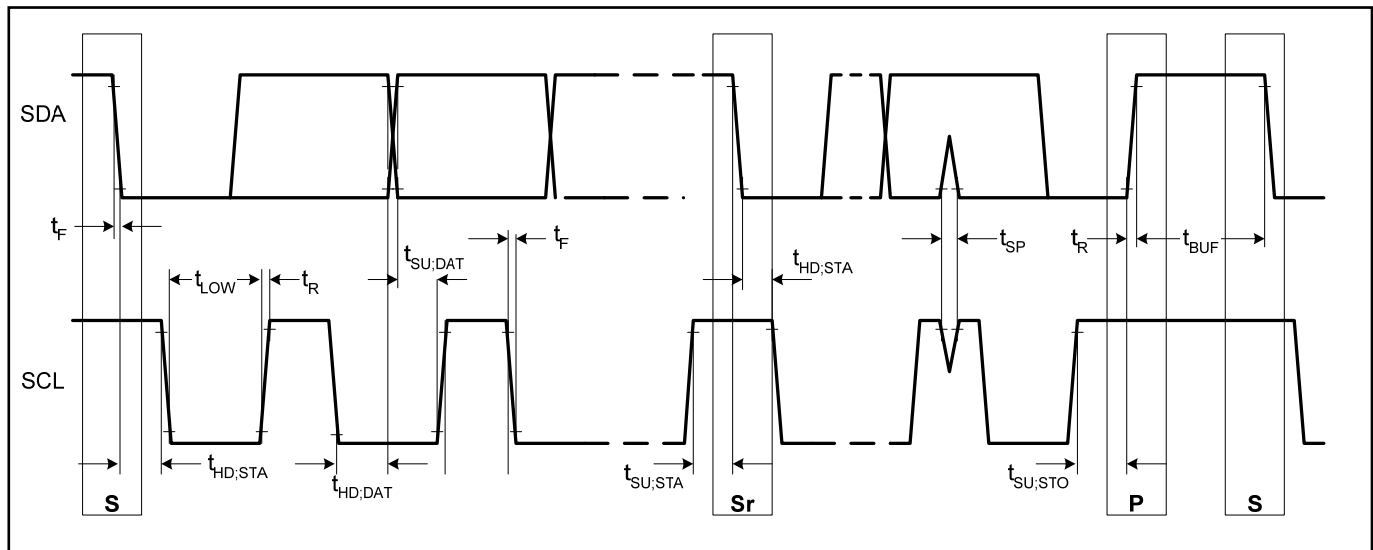 SDA
t_F
t_LOW
t_R
t_SU;DAT
t_F
t_HD;STA
t_SP
t_R
t_BUF
SCL
t_HD;STA
t_HD;DAT
t_SU;STA
t_SU;STO
S
Sr
P
S